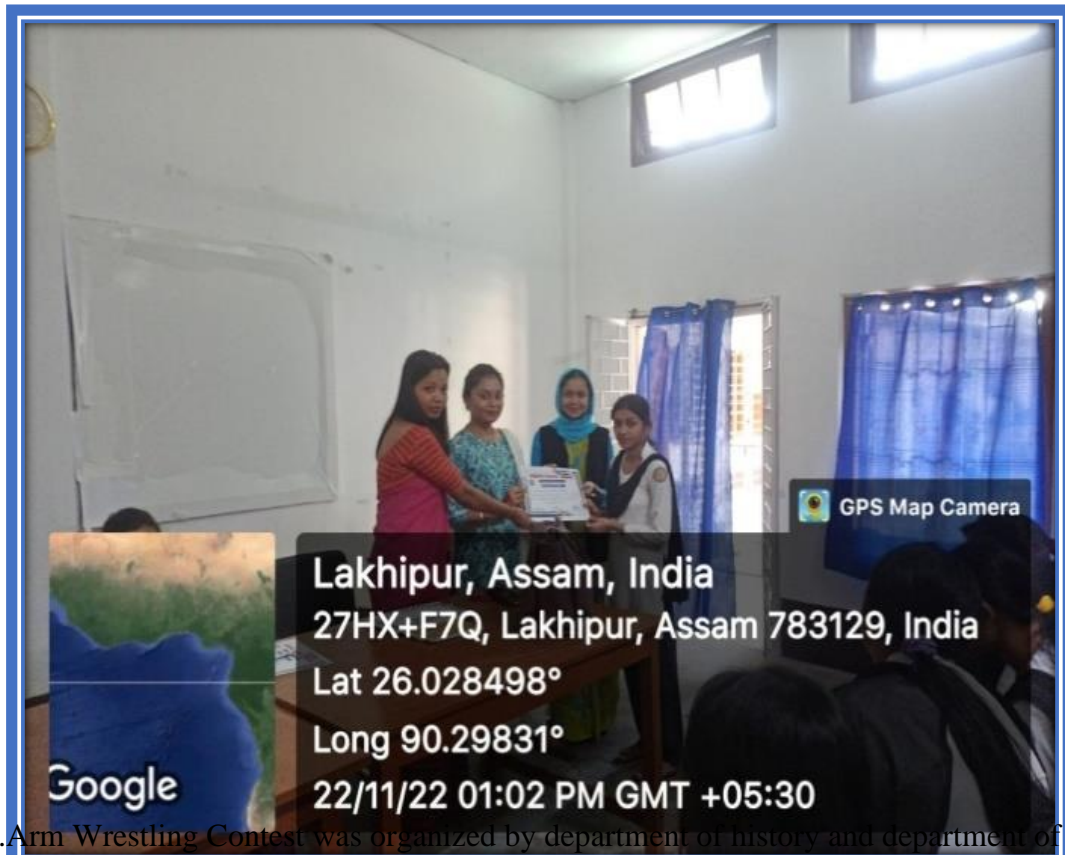 GPS Map Camera
Lakhipur, Assam, India
27HX+F7Q, Lakhipur, Assam 783129, India
Lat 26.028498°
Long 90.29831°
Google
22/11/22 01:02 PM GMT +05:30
.Arm Wrestling Contest was organized by department of history and department of